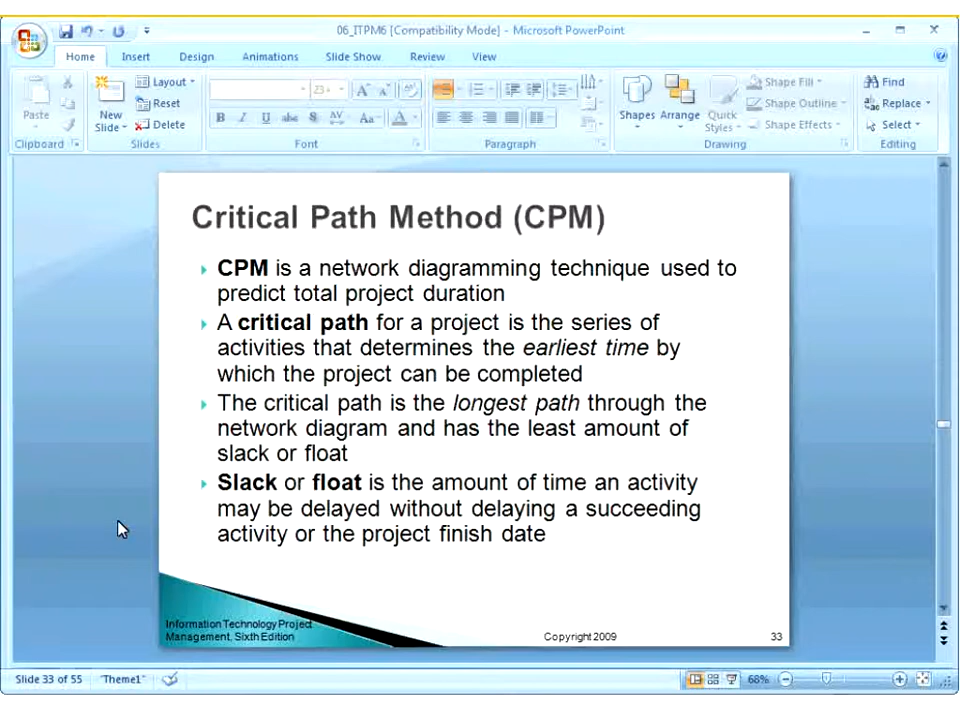 06_ITPM6 [Compatibility Mode] - Microsoft PowerPoint
Home Insert Design Animations Slide Show Review View
Paste
Clipboard
New Slide
Layout
Reset
Delete
Slides
23
B I U abe S AV Aa A
Font
Paragraph
Shapes Arrange Quick Styles
Shape Fill
Shape Outline
Shape Effects
Drawing
Find
Replace
Select
Editing
Critical Path Method (CPM)
CPM is a network diagramming technique used to
predict total project duration
A critical path for a project is the series of
activities that determines the earliest time by
which the project can be completed
The critical path is the longest path through the
network diagram and has the least amount of
slack or float
Slack or float is the amount of time an activity
may be delayed without delaying a succeeding
activity or the project finish date
Information Technology Project
Management, Sixth Edition
Copyright 2009
33
Slide 33 of 55 "Theme1" 68%